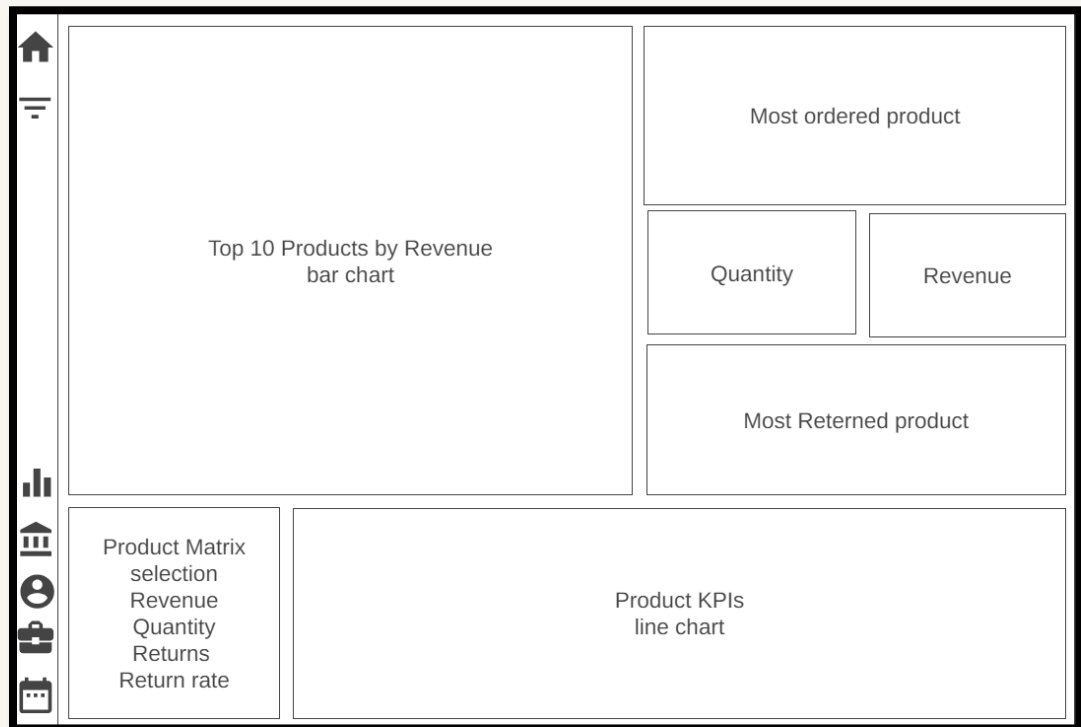 Top 10 Products by Revenue
bar chart
Most ordered product
Quantity
Revenue
Most Reterned product
Product Matrix
selection
Revenue
Quantity
Returns
Return rate
Product KPIs
line chart